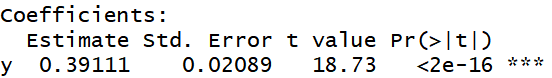 Coefficients:
  Estimate Std. Error t value Pr(>|t|)
y  0.39111    0.02089   18.73   <2e-16 ***